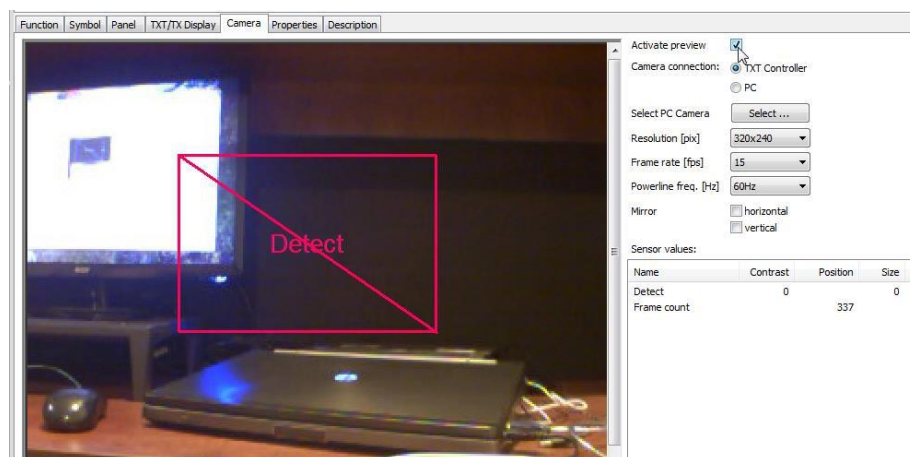 Function Symbol Panel TXT/TX Display Camera Properties Description
Activate preview
Camera connection: TXT Controller
PC
Select PC Camera Select ...
Resolution [pix] 320x240
Frame rate [fps] 15
Powerline freq. [Hz] 60Hz
Mirror horizontal
vertical
Sensor values:
Name Contrast Position Size
Detect 0 0
Frame count 337
Detect